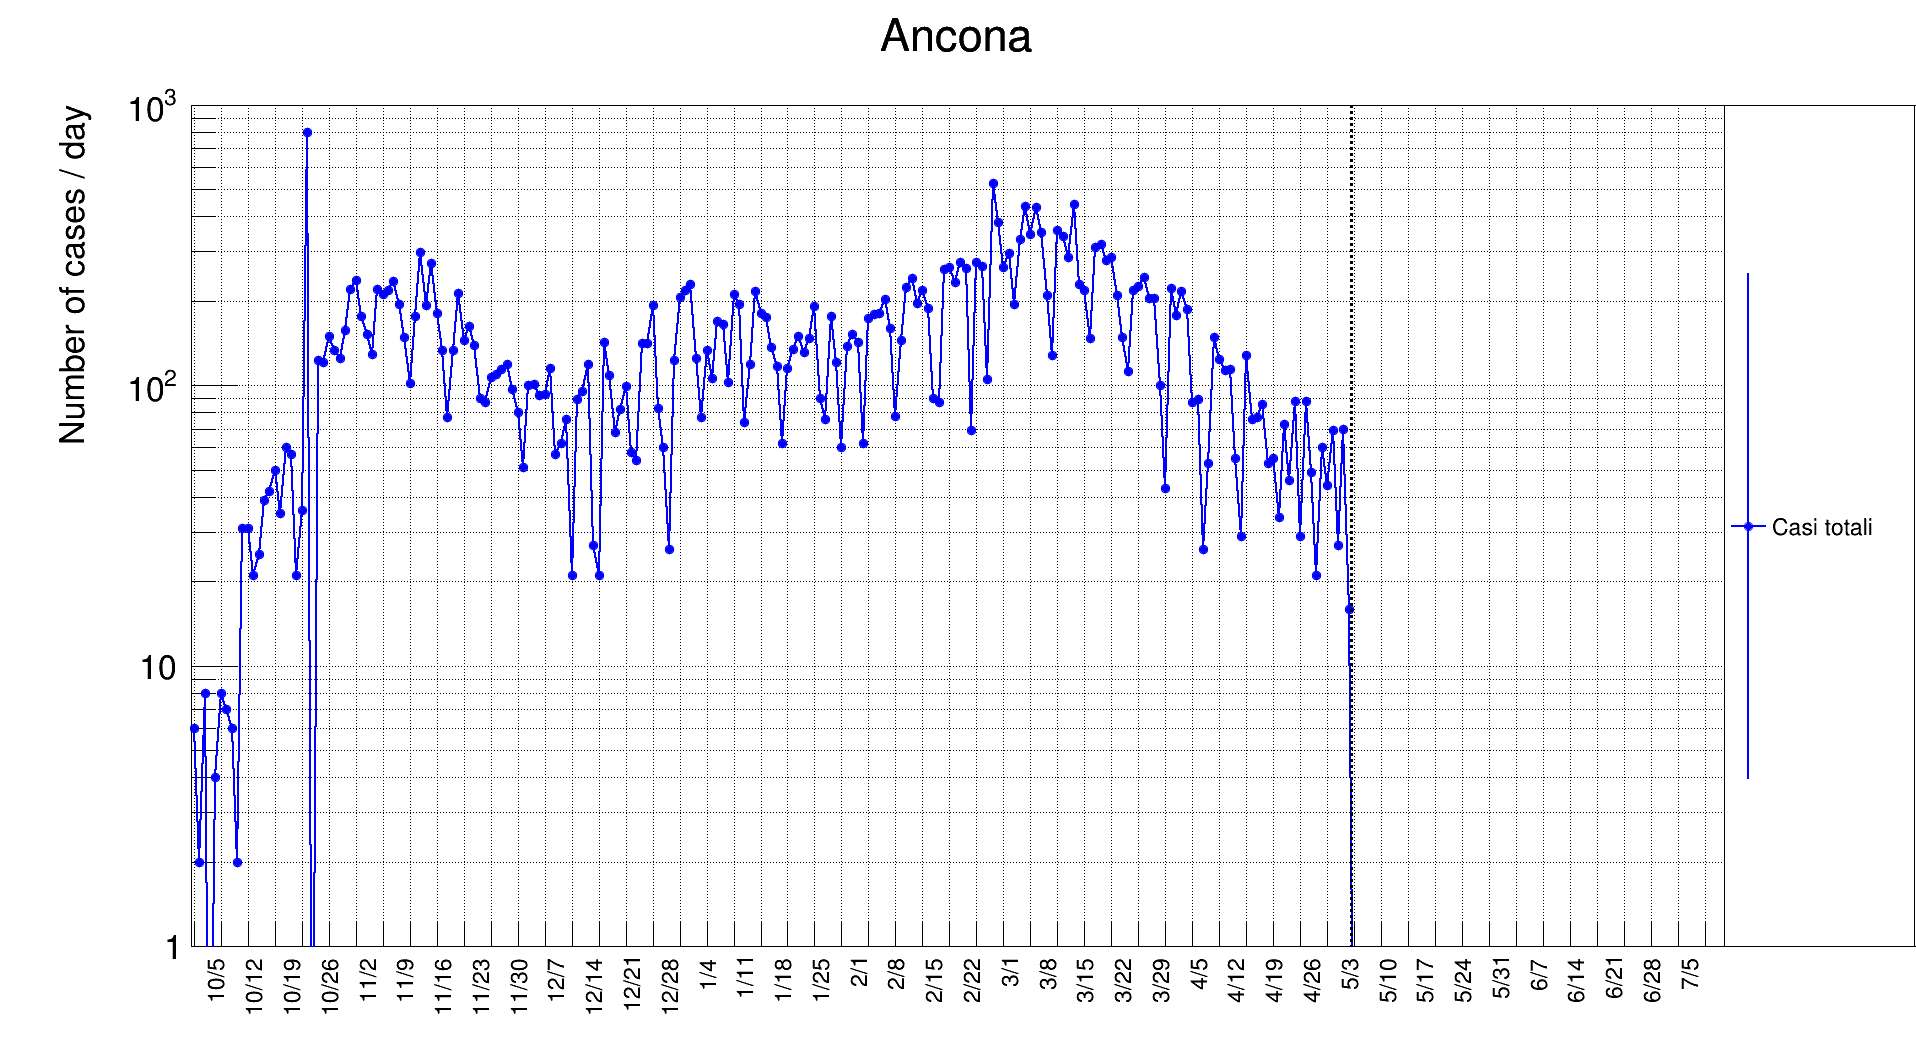 Ancona
Number of cases / day
10³
10²
10
1
10/5 10/12 10/19 10/26 11/2 11/9 11/16 11/23 11/30 12/7 12/14 12/21 12/28 1/4 1/11 1/18 1/25 2/1 2/8 2/15 2/22 3/1 3/8 3/15 3/22 3/29 4/5 4/12 4/19 4/26 5/3 5/10 5/17 5/24 5/31 6/7 6/14 6/21 6/28 7/5
Casi totali